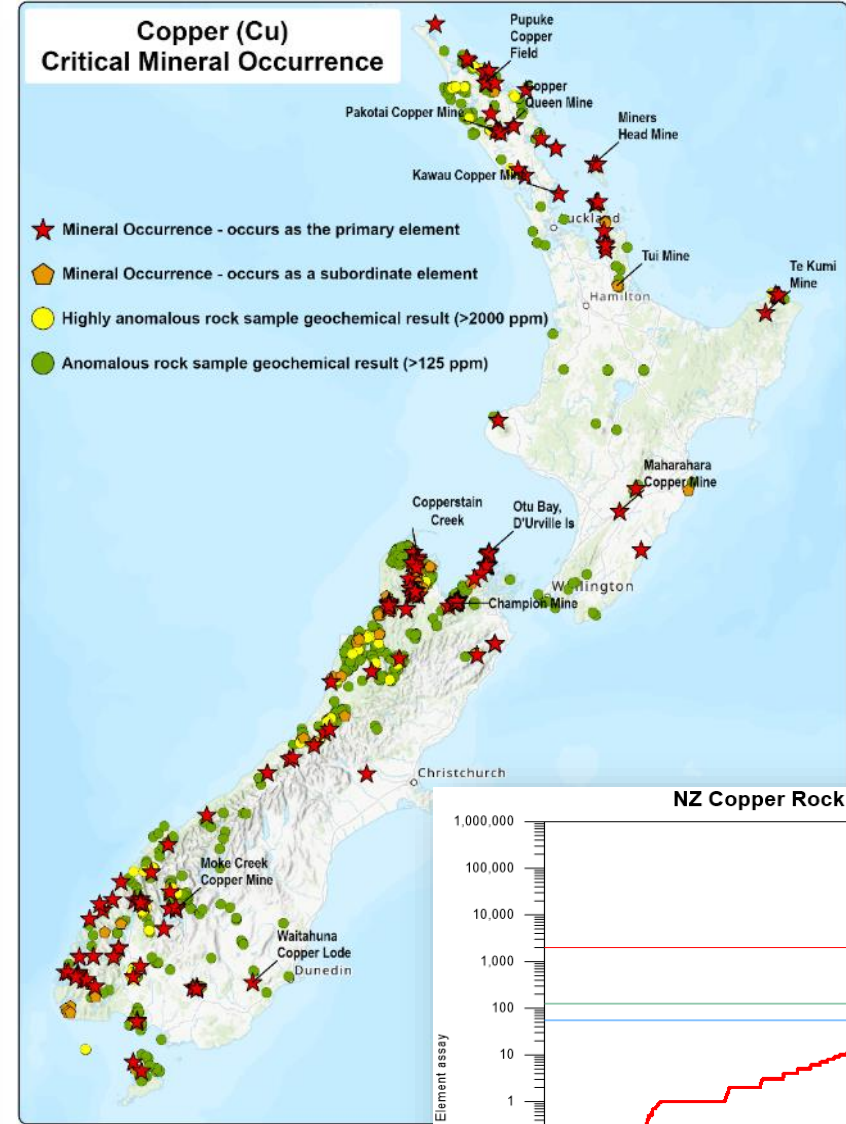 Copper (Cu)
Critical Mineral Occurrence
Pupuke
Copper
Field
Copper
Queen Mine
Pakotai Copper Mine
Miners
Head Mine
Kawau Copper Mine
Auckland
Mineral Occurrence - occurs as the primary element
Mineral Occurrence - occurs as a subordinate element
Highly anomalous rock sample geochemical result (>2000 ppm)
Anomalous rock sample geochemical result (>125 ppm)
Tui Mine
Te Kumi
Mine
Hamilton
Maharahara
Copper Mine
Copperstain
Creek
Otu Bay,
D'Urville Is
Wellington
Champion Mine
Christchurch
Moke Creek
Copper Mine
Waitahuna
Copper Lode
Dunedin
NZ Copper Rock
1,000,000
100,000
10,000
1,000
100
10
1
Element assay